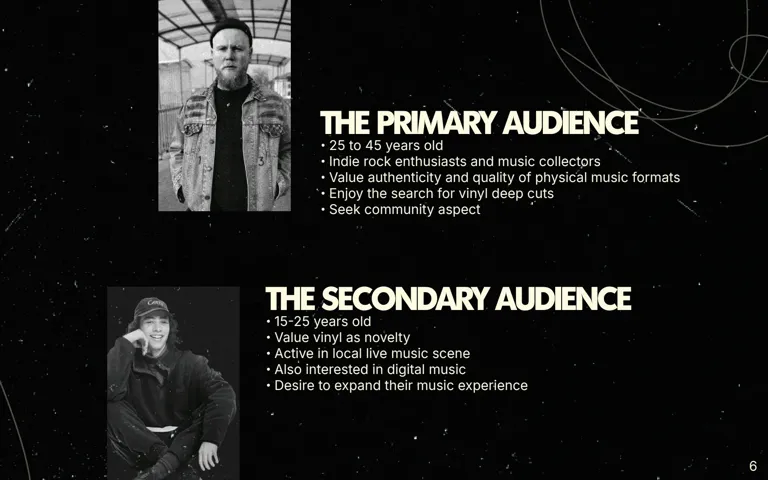 THE PRIMARY AUDIENCE
• 25 to 45 years old
• Indie rock enthusiasts and music collectors
• Value authenticity and quality of physical music formats
• Enjoy the search for vinyl deep cuts
• Seek community aspect
THE SECONDARY AUDIENCE
• 15-25 years old
• Value vinyl as novelty
• Active in local live music scene
• Also interested in digital music
• Desire to expand their music experience
6